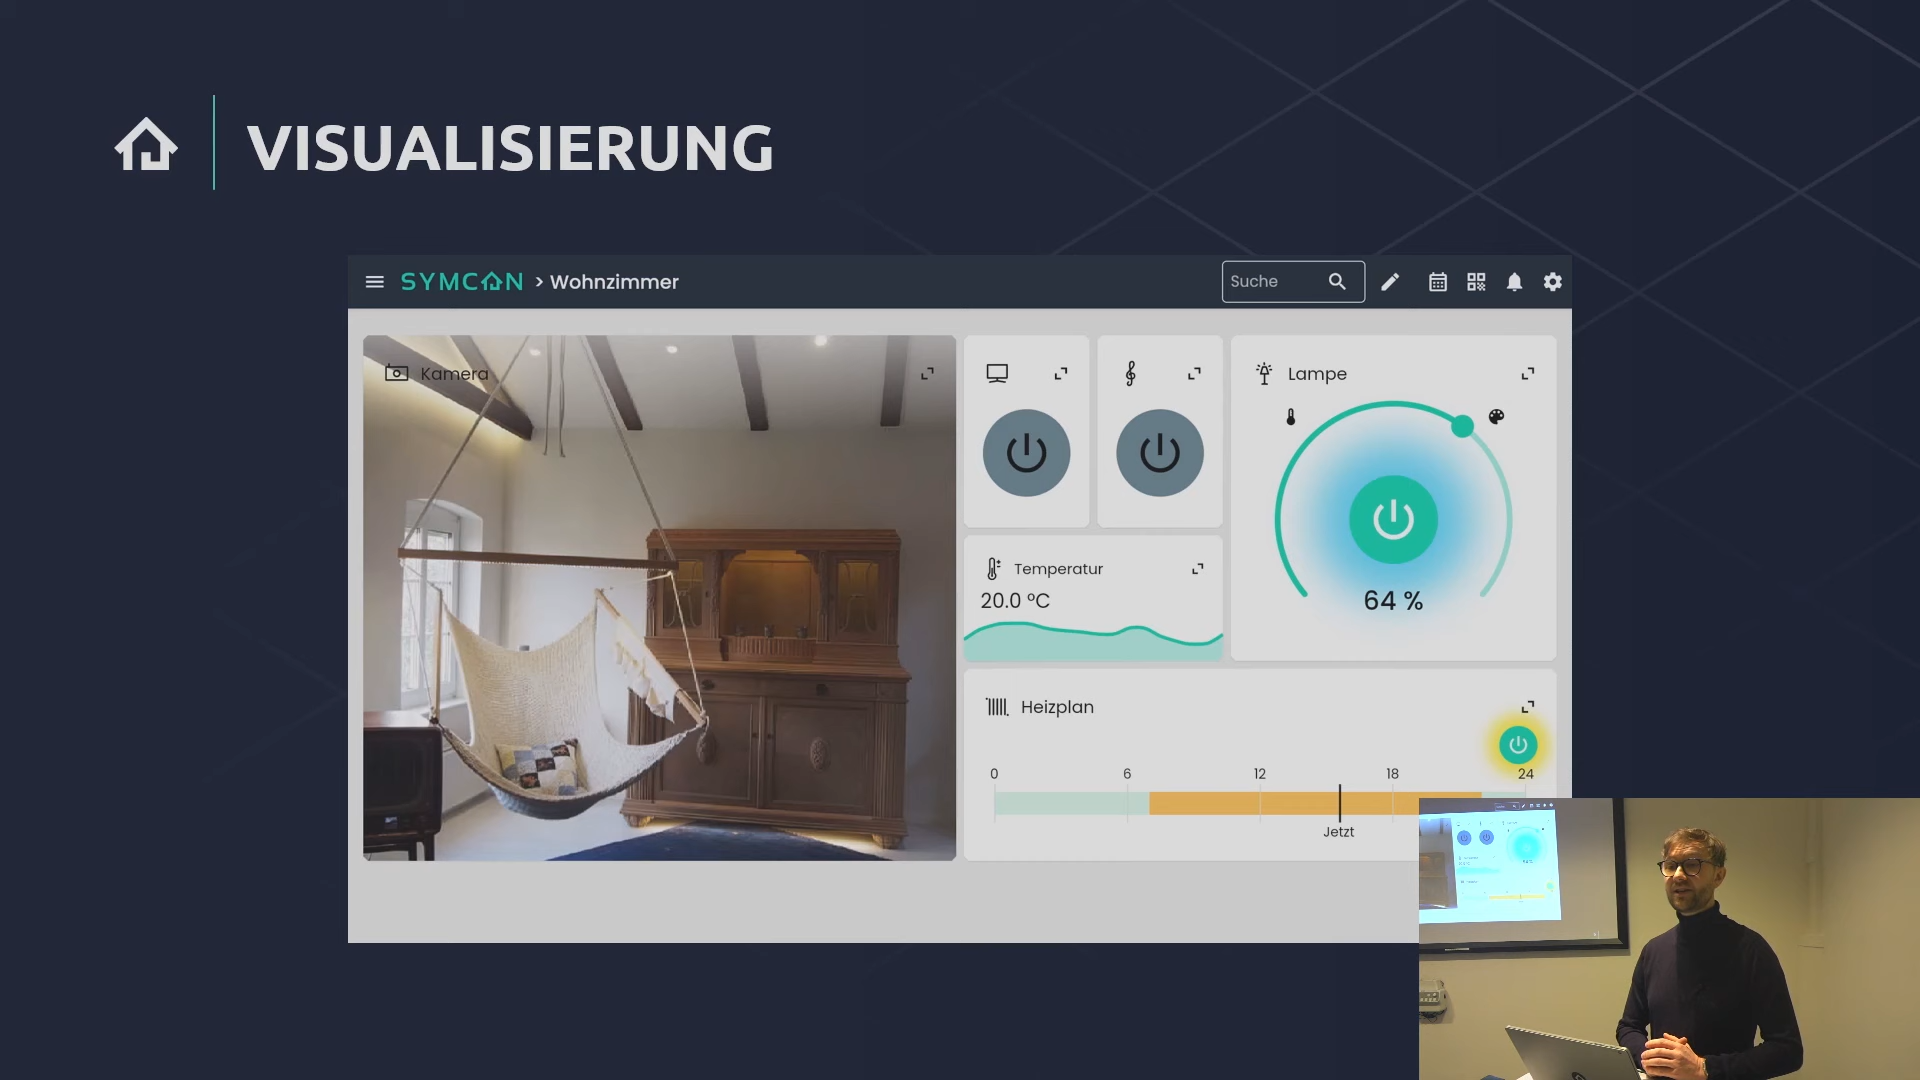 VISUALISIERUNG
SYMCON > Wohnzimmer
Suche
Kamera
Lampe
64 %
Temperatur
20.0 °C
Heizplan
0 6 12 18 24
Jetzt